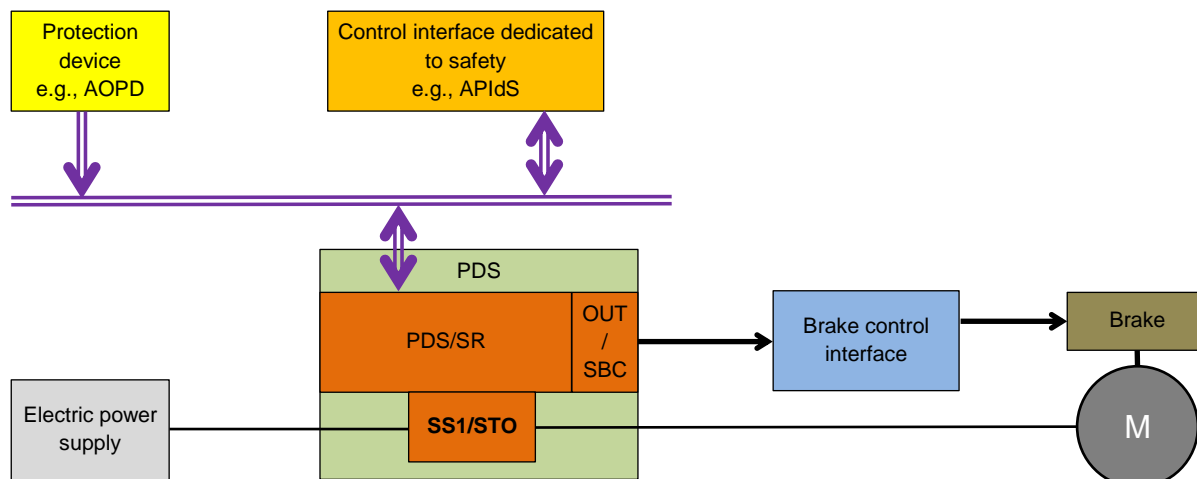 Protection
device
e.g., AOPD
Control interface dedicated
to safety
e.g., APIdS
PDS
PDS/SR
OUT
/
SBC
Brake control
interface
Brake
Electric power
supply
SS1/STO
M